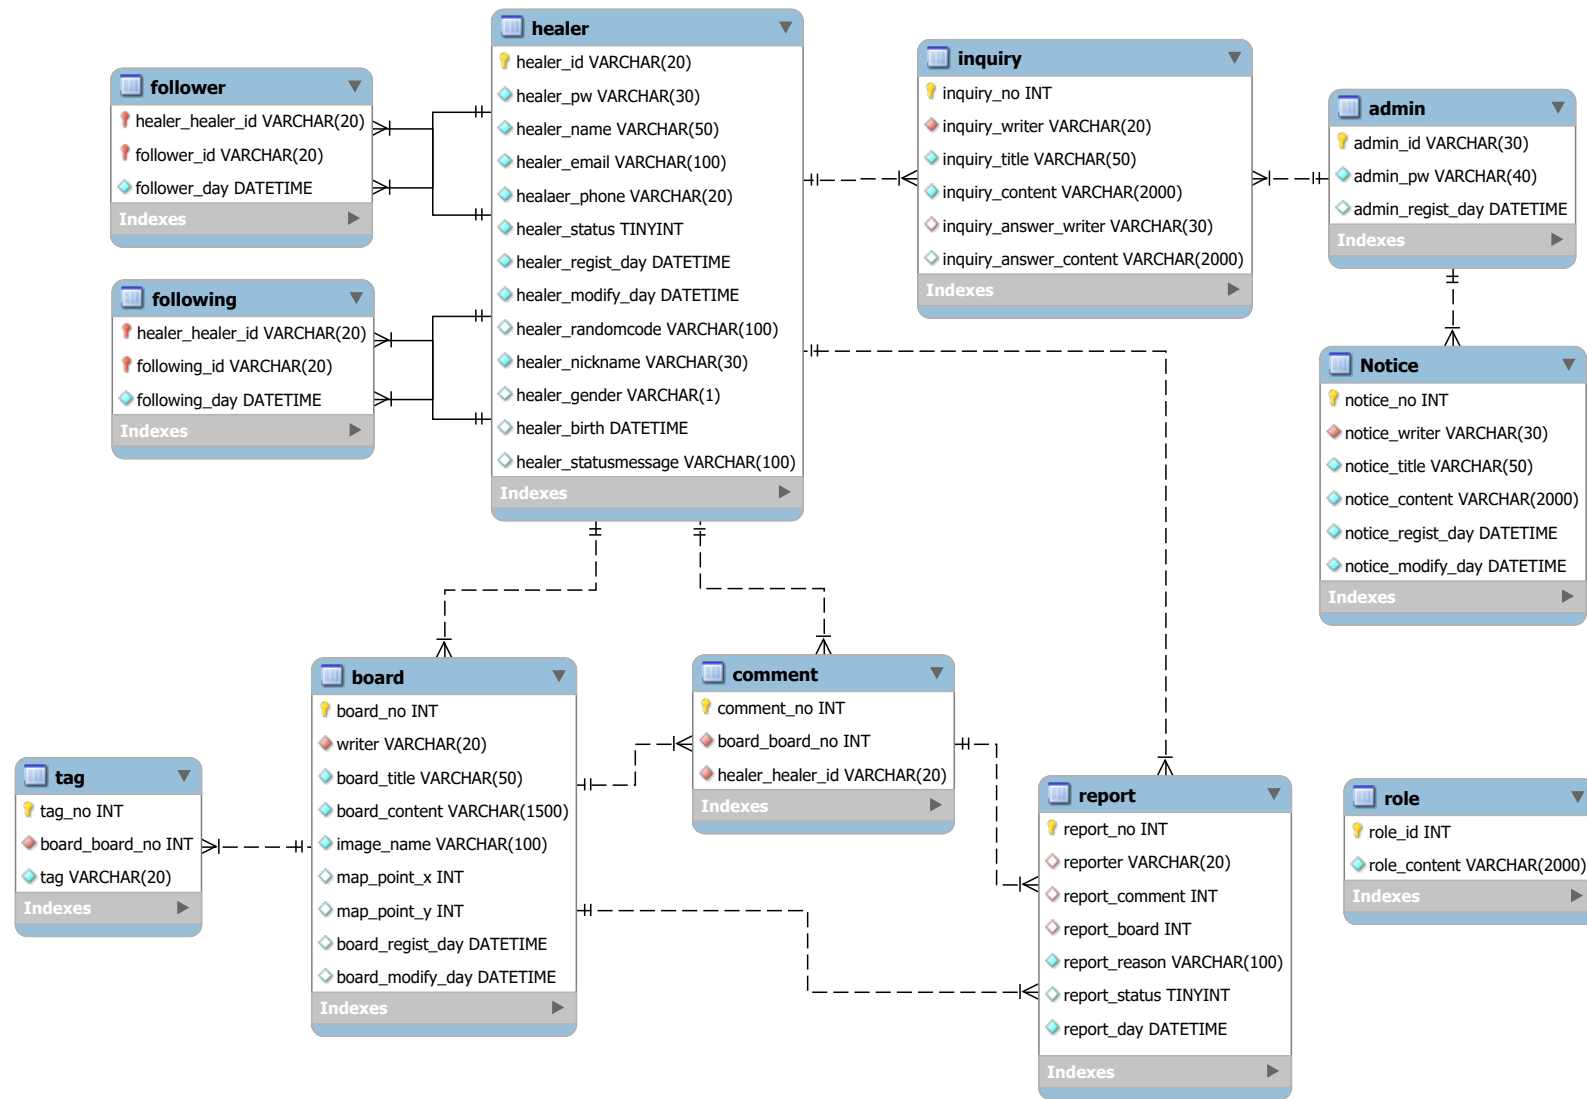 follower
healer_healer_id VARCHAR(20)
follower_id VARCHAR(20)
follower_day DATETIME
Indexes
following
healer_healer_id VARCHAR(20)
following_id VARCHAR(20)
following_day DATETIME
Indexes
healer
healer_id VARCHAR(20)
healer_pw VARCHAR(30)
healer_name VARCHAR(50)
healer_email VARCHAR(100)
healaer_phone VARCHAR(20)
healer_status TINYINT
healer_regist_day DATETIME
healer_modify_day DATETIME
healer_randomcode VARCHAR(100)
healer_nickname VARCHAR(30)
healer_gender VARCHAR(1)
healer_birth DATETIME
healer_statusmessage VARCHAR(100)
Indexes
inquiry
inquiry_no INT
inquiry_writer VARCHAR(20)
inquiry_title VARCHAR(50)
inquiry_content VARCHAR(2000)
inquiry_answer_writer VARCHAR(30)
inquiry_answer_content VARCHAR(2000)
Indexes
admin
admin_id VARCHAR(30)
admin_pw VARCHAR(40)
admin_regist_day DATETIME
Indexes
Notice
notice_no INT
notice_writer VARCHAR(30)
notice_title VARCHAR(50)
notice_content VARCHAR(2000)
notice_regist_day DATETIME
notice_modify_day DATETIME
Indexes
tag
tag_no INT
board_board_no INT
tag VARCHAR(20)
Indexes
board
board_no INT
writer VARCHAR(20)
board_title VARCHAR(50)
board_content VARCHAR(1500)
image_name VARCHAR(100)
map_point_x INT
map_point_y INT
board_regist_day DATETIME
board_modify_day DATETIME
Indexes
comment
comment_no INT
board_board_no INT
healer_healer_id VARCHAR(20)
Indexes
report
report_no INT
reporter VARCHAR(20)
report_comment INT
report_board INT
report_reason VARCHAR(100)
report_status TINYINT
report_day DATETIME
Indexes
role
role_id INT
role_content VARCHAR(2000)
Indexes